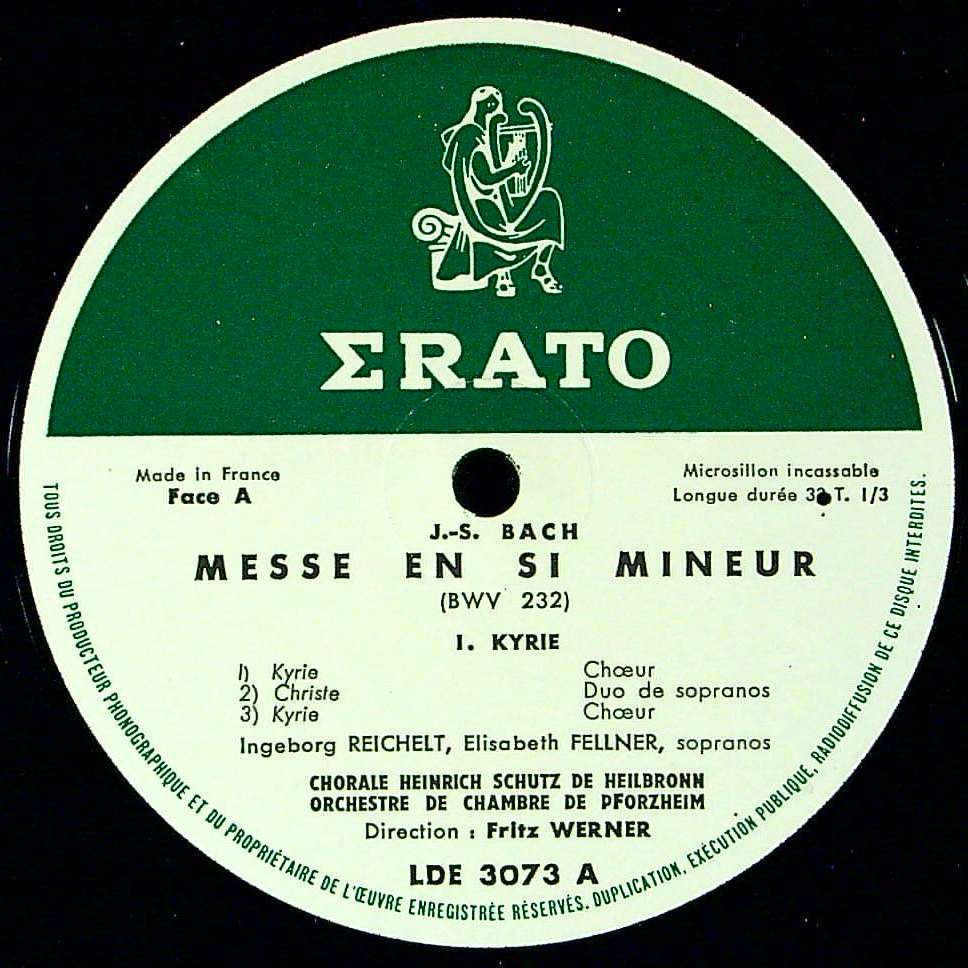 ΣRATO
Made in France
Face A
Microsillon incassable
Longue durée 33 T. 1/3
J.-S. BACH
MESSE EN SI MINEUR
(BWV 232)
I. KYRIE
1) Kyrie Chœur
2) Christe Duo de sopranos
3) Kyrie Chœur
Ingeborg REICHELT, Elisabeth FELLNER, sopranos
CHORALE HEINRICH SCHUTZ DE HEILBRONN
ORCHESTRE DE CHAMBRE DE PFORZHEIM
Direction : Fritz WERNER
LDE 3073 A
TOUS DROITS DU PRODUCTEUR PHONOGRAPHIQUE ET DU PROPRIÉTAIRE DE L'ŒUVRE ENREGISTRÉE RÉSERVÉS. DUPLICATION, EXÉCUTION PUBLIQUE, RADIODIFFUSION DE CE DISQUE INTERDITES.